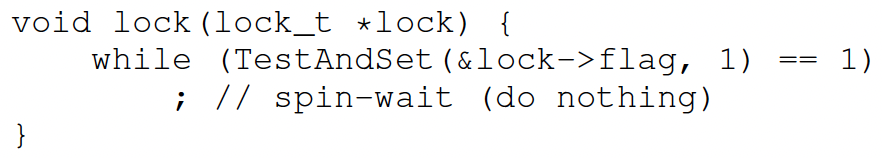 void lock(lock_t *lock) {
    while (TestAndSet(&lock->flag, 1) == 1)
        ; // spin-wait (do nothing)
}